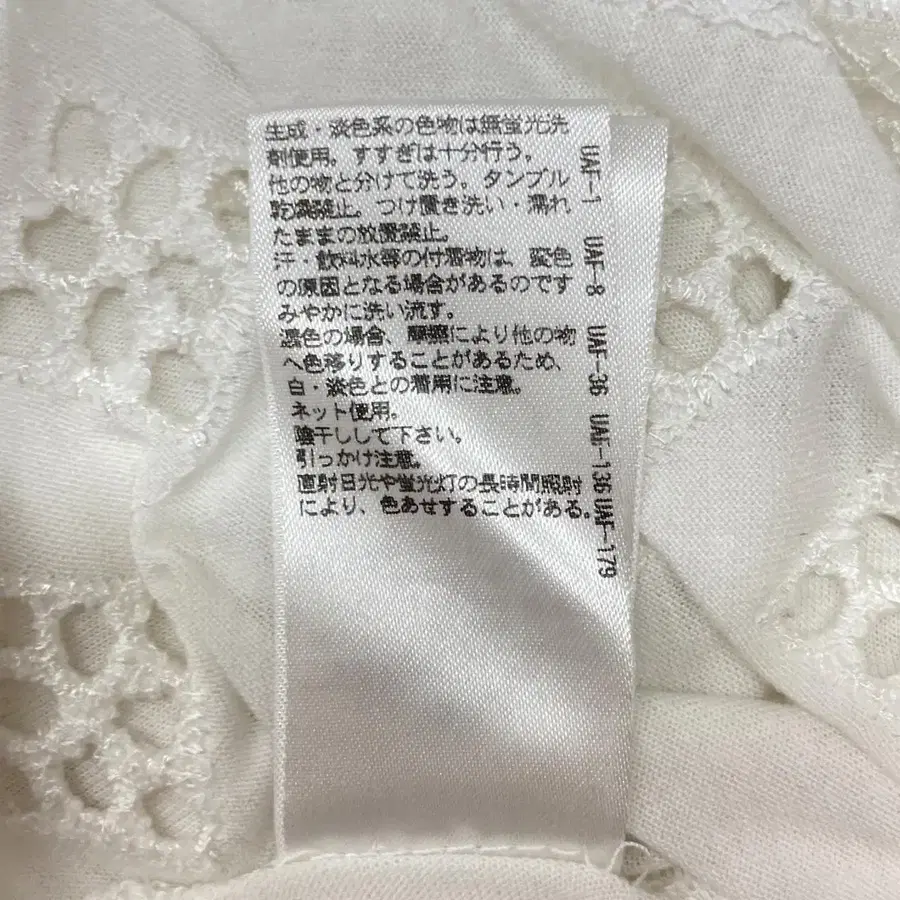 生成・淡色系の色物は無蛍光洗
剤使用。すすぎは十分行う。
他の物と分けて洗う。タンブル
乾燥禁止。つけ置き洗い・濡れ
たままの放置禁止。
汗・飲料水等の付着物は、変色
の原因となる場合があるのです
みやかに洗い流す。
濃色の場合、摩擦により他の物
へ色移りすることがあるため、
白・淡色との着用に注意。
ネット使用。
陰干しして下さい。
引っかけ注意。
直射日光や蛍光灯の長時間照射
により、色あせすることがある。
UAF-1 UAF-8 UAF-36 UAF-136 UAF-179